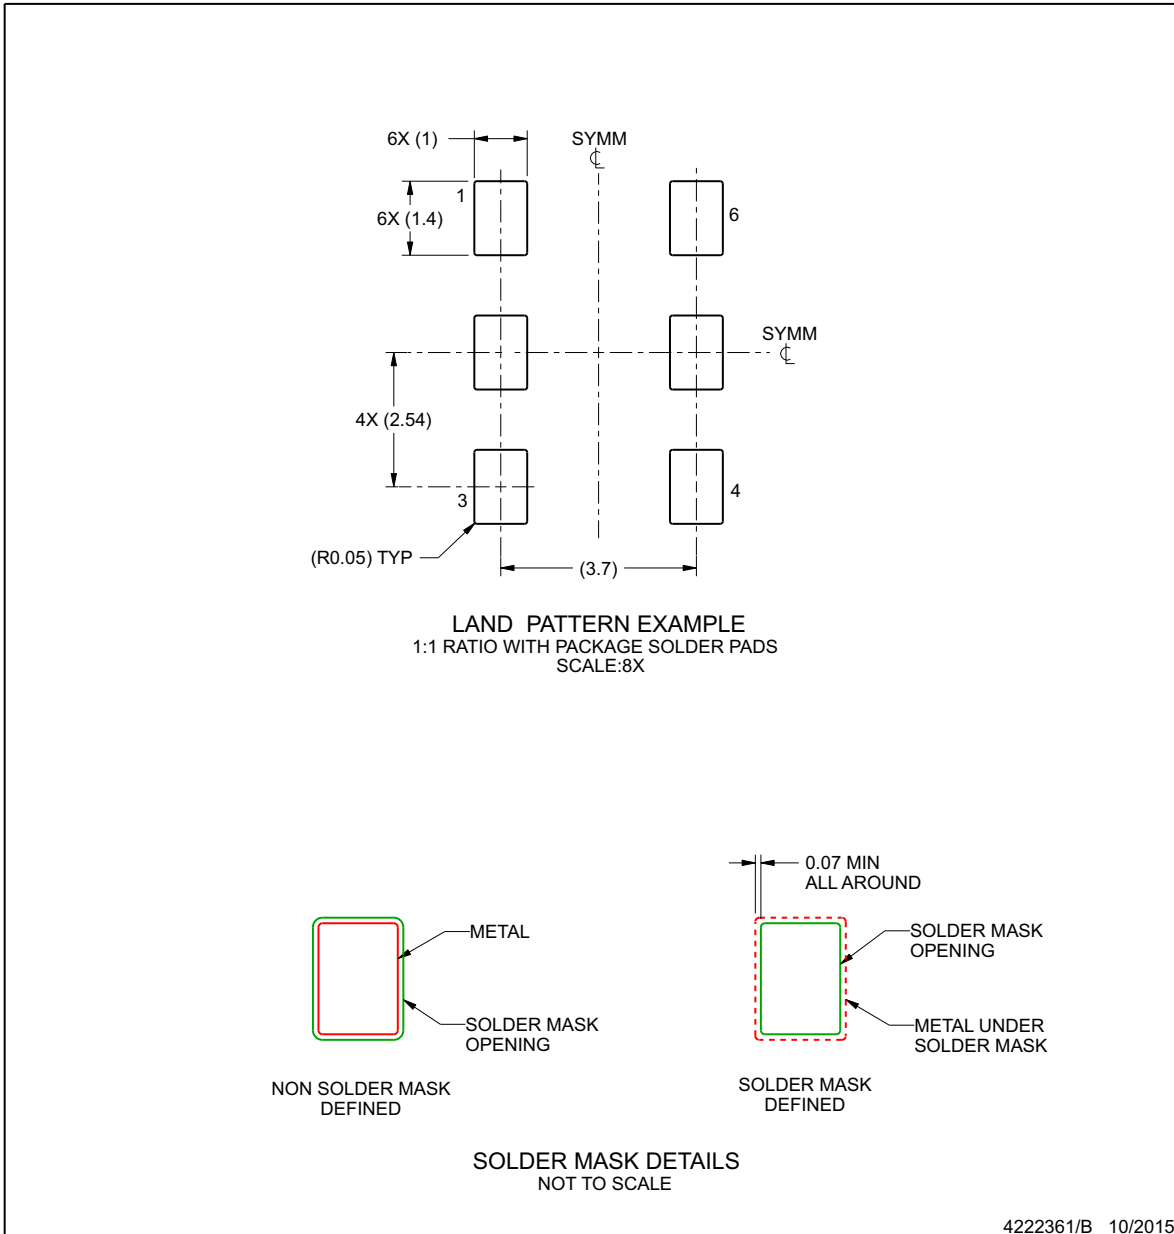 6X (1)
SYMM
1
6X (1.4)
6
SYMM
4X (2.54)
3
4
(R0.05) TYP
(3.7)
LAND PATTERN EXAMPLE
1:1 RATIO WITH PACKAGE SOLDER PADS
SCALE:8X
0.07 MIN
ALL AROUND
METAL
SOLDER MASK
OPENING
SOLDER MASK
OPENING
METAL UNDER
SOLDER MASK
NON SOLDER MASK
DEFINED
SOLDER MASK
DEFINED
SOLDER MASK DETAILS
NOT TO SCALE
4222361/B 10/2015